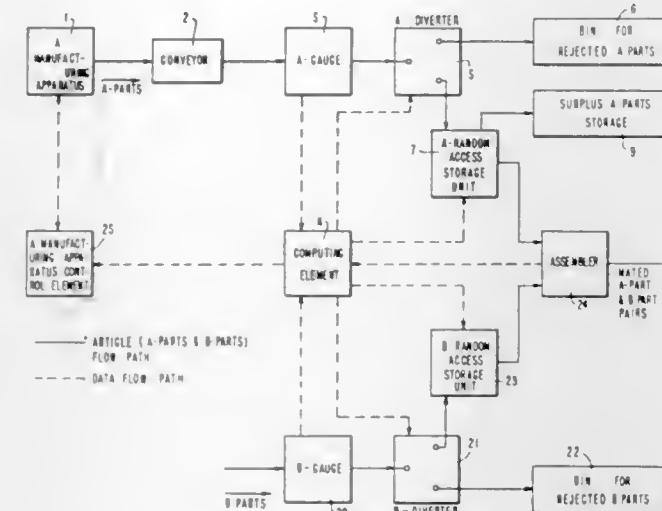 1
A
MANUFACT-
URING
APPARATUS
A-PARTS
2
CONVEYOR
5
A-GAUGE
A DIVERTER
5
6
BIN FOR
REJECTED A PARTS
SURPLUS A PARTS
STORAGE
9
7
A-RANDOM
ACCESS
STORAGE
UNIT
25
A MANUFACT-
URING APPA-
RATUS CONT
ROL ELEMENT
4
COMPUTING
ELEMENT
ASSEMBLER
24
MATED
A-PART
& B PART
PAIRS
ARTICLE (A-PARTS & B-PARTS)
FLOW PATH
DATA FLOW PATH
B RANDOM
ACCESS
STORAGE
UNIT
23
B-GAUGE
B PARTS
21
B-DIVERTER
22
BIN FOR
REJECTED B PARTS